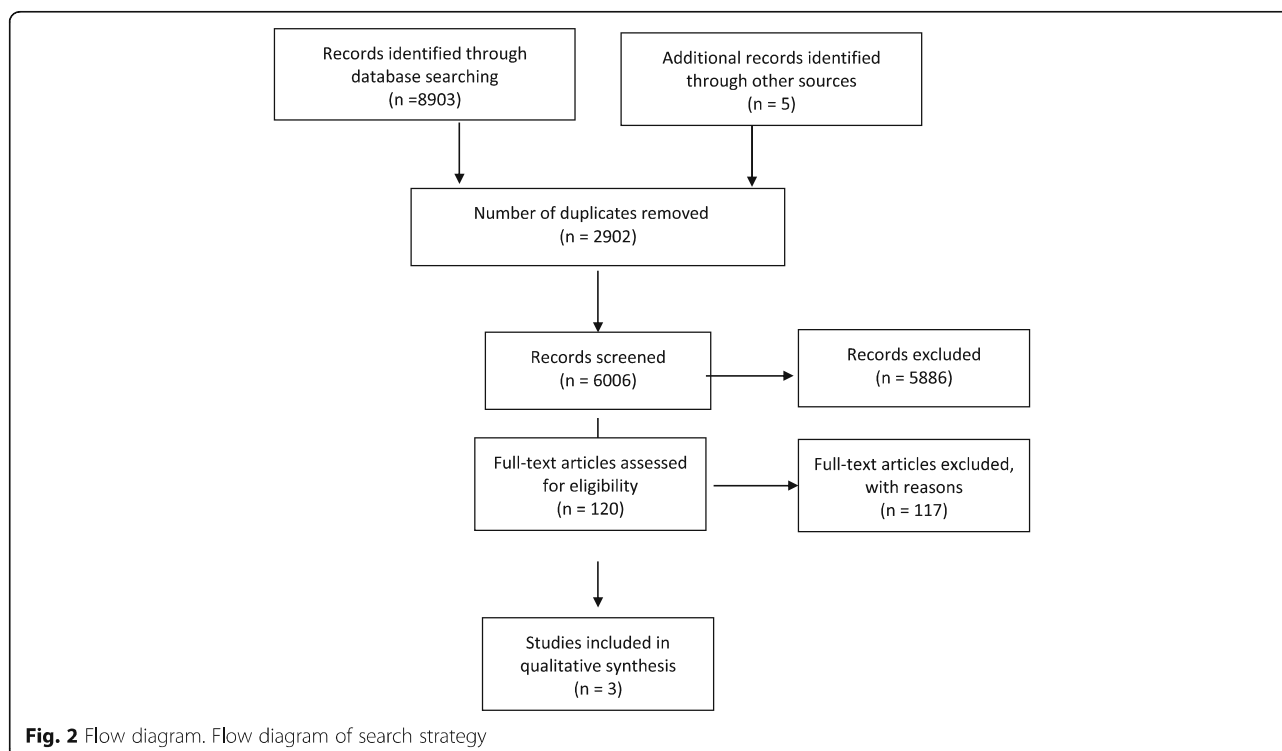 Records identified through
database searching
(n =8903)
Additional records identified
through other sources
(n = 5)
Number of duplicates removed
(n = 2902)
Records screened
(n = 6006)
Records excluded
(n = 5886)
Full-text articles assessed
for eligibility
(n = 120)
Full-text articles excluded,
with reasons
(n = 117)
Studies included in
qualitative synthesis
(n = 3)
Fig. 2 Flow diagram. Flow diagram of search strategy